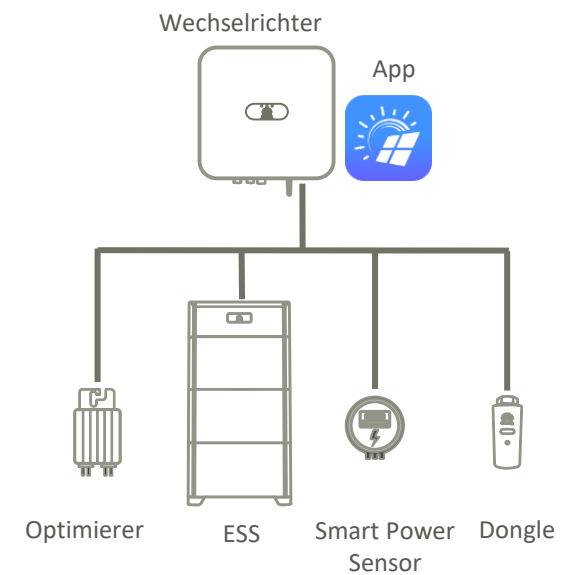 Wechselrichter
App
Optimierer
ESS
Smart Power
Sensor
Dongle